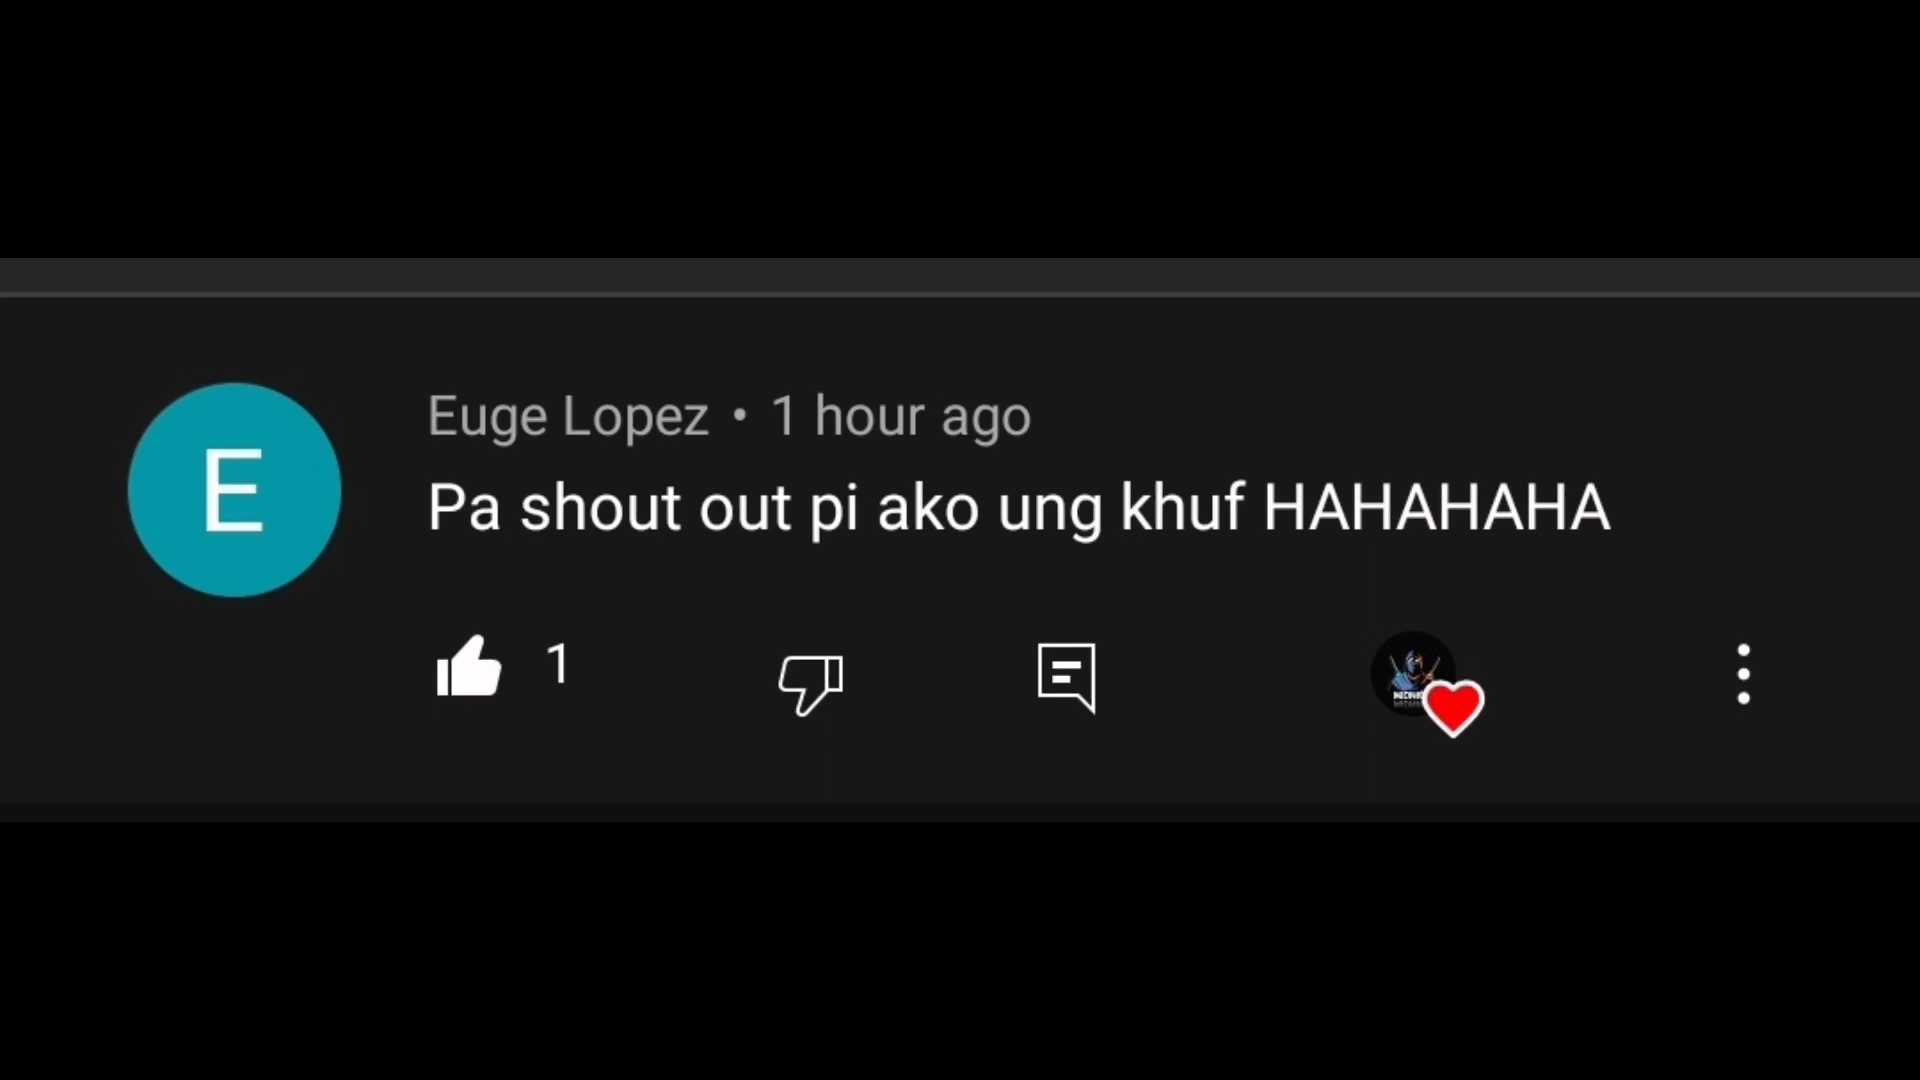 E
Euge Lopez • 1 hour ago
Pa shout out pi ako ung khuf HAHAHAHA
1